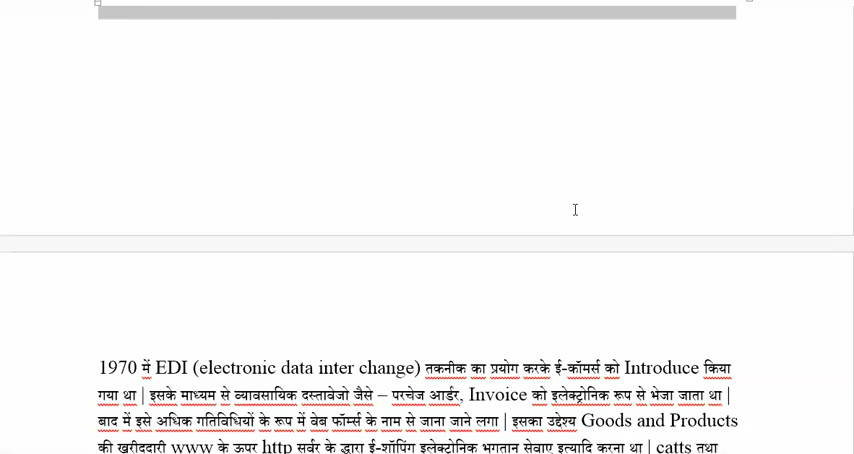 1970 में EDI (electronic data inter change) तकनीक का प्रयोग करके ई-कॉमर्स को Introduce किया
गया था | इसके माध्यम से व्यावसायिक दस्तावेजो जैसे – परचेज आर्डर, Invoice को इलेक्ट्रोनिक रूप से भेजा जाता था |
बाद में इसे अधिक गतिविधियों के रूप में वेब फॉर्म्स के नाम से जाना जाने लगा | इसका उद्देश्य Goods and Products
की खरीददारी www के ऊपर http सर्वर के द्वारा ई-शॉपिंग इलेक्ट्रोनिक भगतान सेवाए इत्यादि करना था | catts तथा